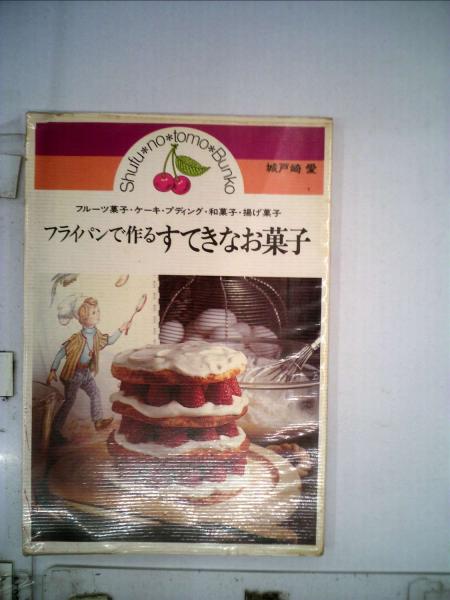 Shufu*no*tomo*Bunko
城戸崎 愛
フルーツ菓子・ケーキ・プディング・和菓子・揚げ菓子
フライパンで作るすてきなお菓子